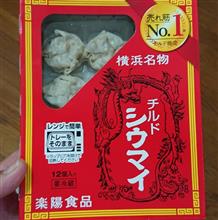 売れ筋
No.1
横浜名物
チルド
シウマイ
レンジで簡単
トレーを
そのまま
12個入り
要冷蔵
楽陽食品